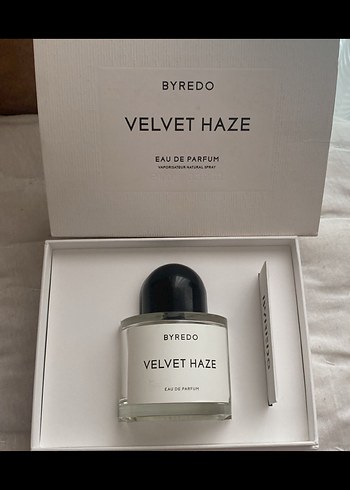 BYREDO
VELVET HAZE
EAU DE PARFUM
VAPORISATEUR NATURAL SPRAY
BYREDO
VELVET HAZE
EAU DE PARFUM